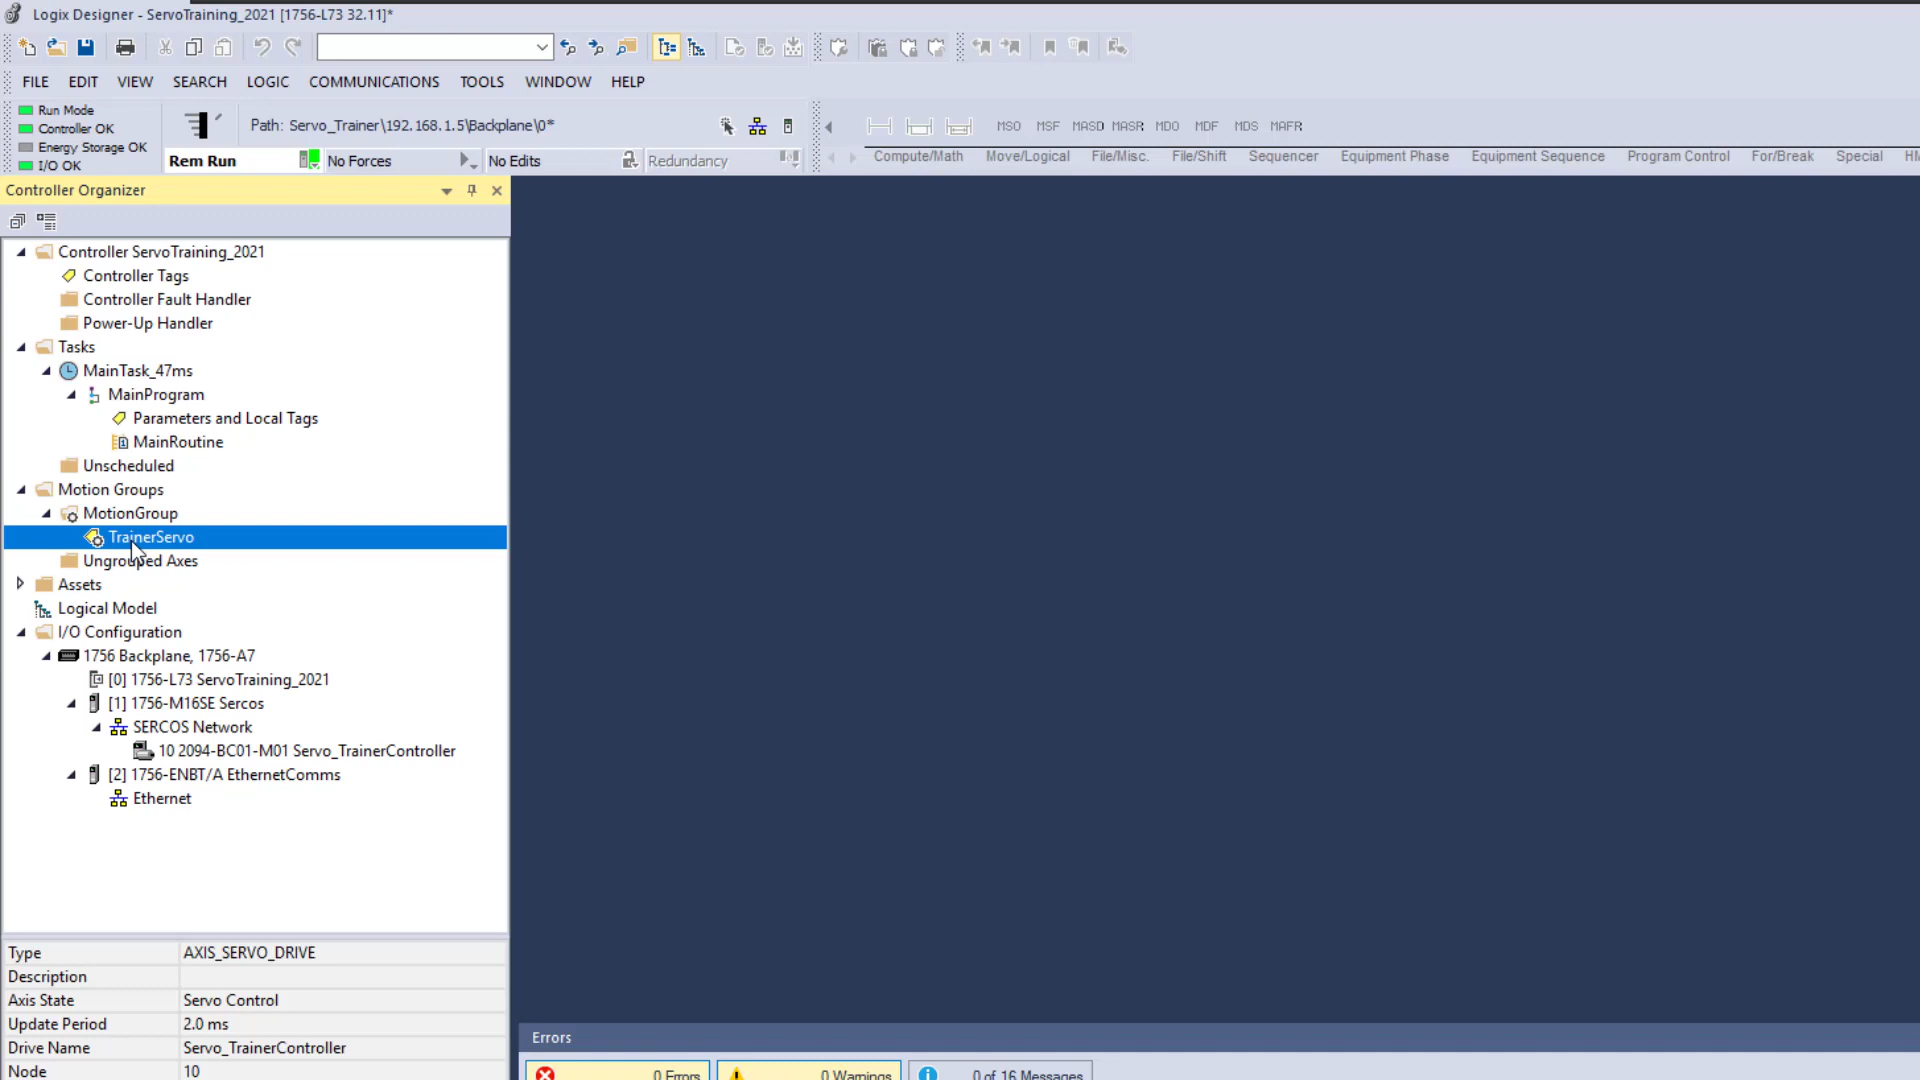 Logix Designer - ServoTraining_2021 [1756-L73 32.11]*
FILE EDIT VIEW SEARCH LOGIC COMMUNICATIONS TOOLS WINDOW HELP
Run Mode
Controller OK
Energy Storage OK
I/O OK
Path: Servo_Trainer\192.168.1.5\Backplane\0*
Rem Run No Forces No Edits Redundancy
MSO MSF MASD MASR MDO MDF MDS MAFR
Compute/Math Move/Logical File/Misc. File/Shift Sequencer Equipment Phase Equipment Sequence Program Control For/Break Special
Controller Organizer
Controller ServoTraining_2021
Controller Tags
Controller Fault Handler
Power-Up Handler
Tasks
MainTask_47ms
MainProgram
Parameters and Local Tags
MainRoutine
Unscheduled
Motion Groups
MotionGroup
TrainerServo
Ungrouped Axes
Assets
Logical Model
I/O Configuration
1756 Backplane, 1756-A7
[0] 1756-L73 ServoTraining_2021
[1] 1756-M16SE Sercos
SERCOS Network
10 2094-BC01-M01 Servo_TrainerController
[2] 1756-ENBT/A EthernetComms
Ethernet
Type AXIS_SERVO_DRIVE
Description
Axis State Servo Control
Update Period 2.0 ms
Drive Name Servo_TrainerController
Node 10
Errors
0 Errors 0 Warnings 0 of 16 Messages